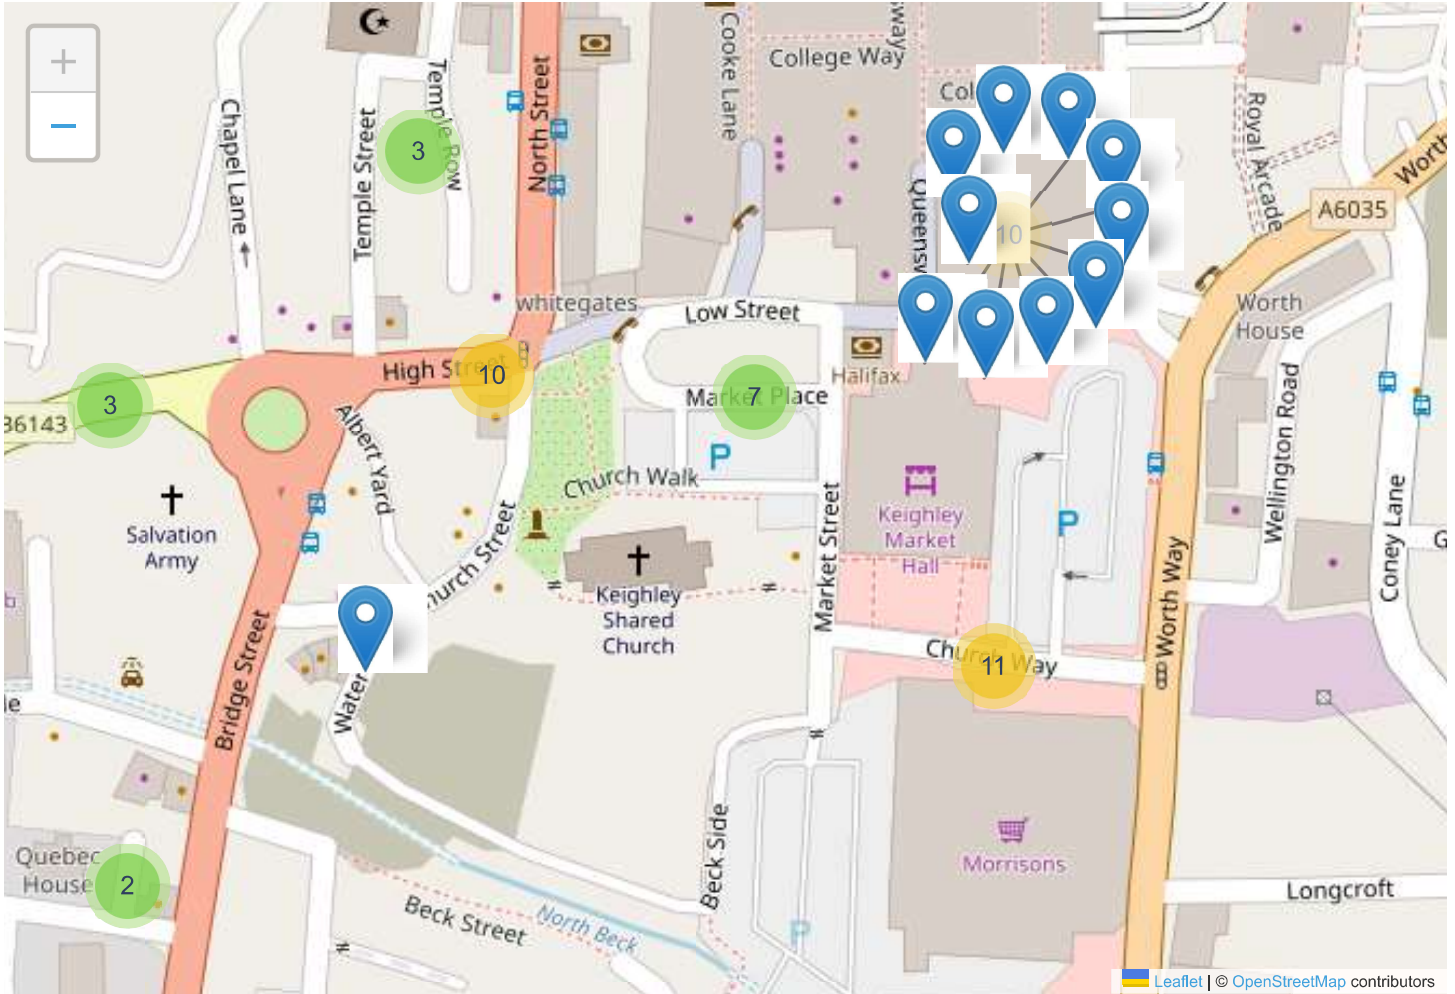 +
−
Chapel Lane
Temple Street
Temple Row
3
North Street
Cooke Lane
College Way
Royal Arcade
A6035
10
whitegates
Low Street
Worth
House
High Street
10
3
7
Market Place
Halifax
Albert Yard
Church Walk
P
Salvation
Army
Church Street
Keighley
Market
Hall
P
Market Street
Wellington Road
Coney Lane
Worth Way
Keighley
Shared
Church
Bridge Street
Water
Church Way
11
Quebec
House
2
Beck Side
Morrisons
Longcroft
Beck Street
North Beck
P
Leaflet | © OpenStreetMap contributors